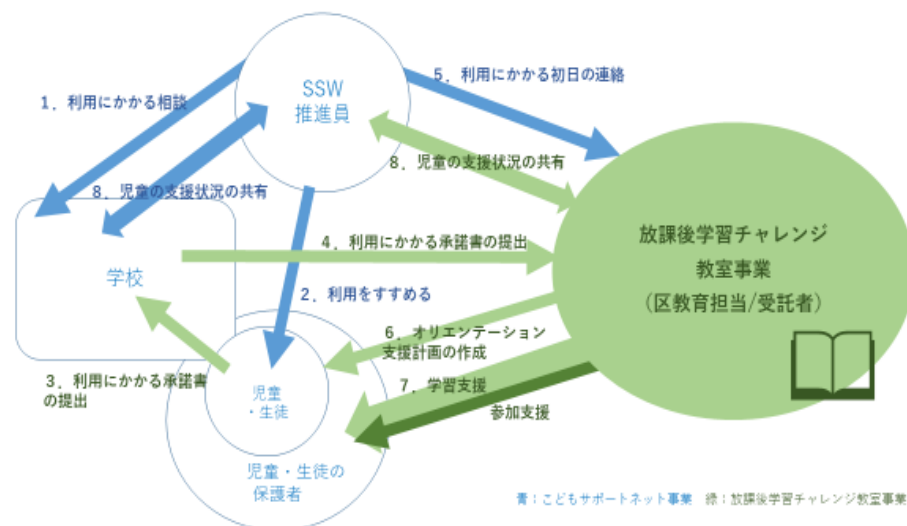 SSW
推進員
5．利用にかかる初日の連絡
1．利用にかかる相談
8．児童の支援状況の共有
8．児童の支援状況の共有
4．利用にかかる承諾書の提出
放課後学習チャレンジ
教室事業
（区教育担当/受託者）
学校
2．利用をすすめる
6．オリエンテーション
支援計画の作成
3．利用にかかる承諾書
の提出
7．学習支援
児童
・生徒
参加支援
児童・生徒の
保護者
青：こどもサポートネット事業　緑：放課後学習チャレンジ教室事業